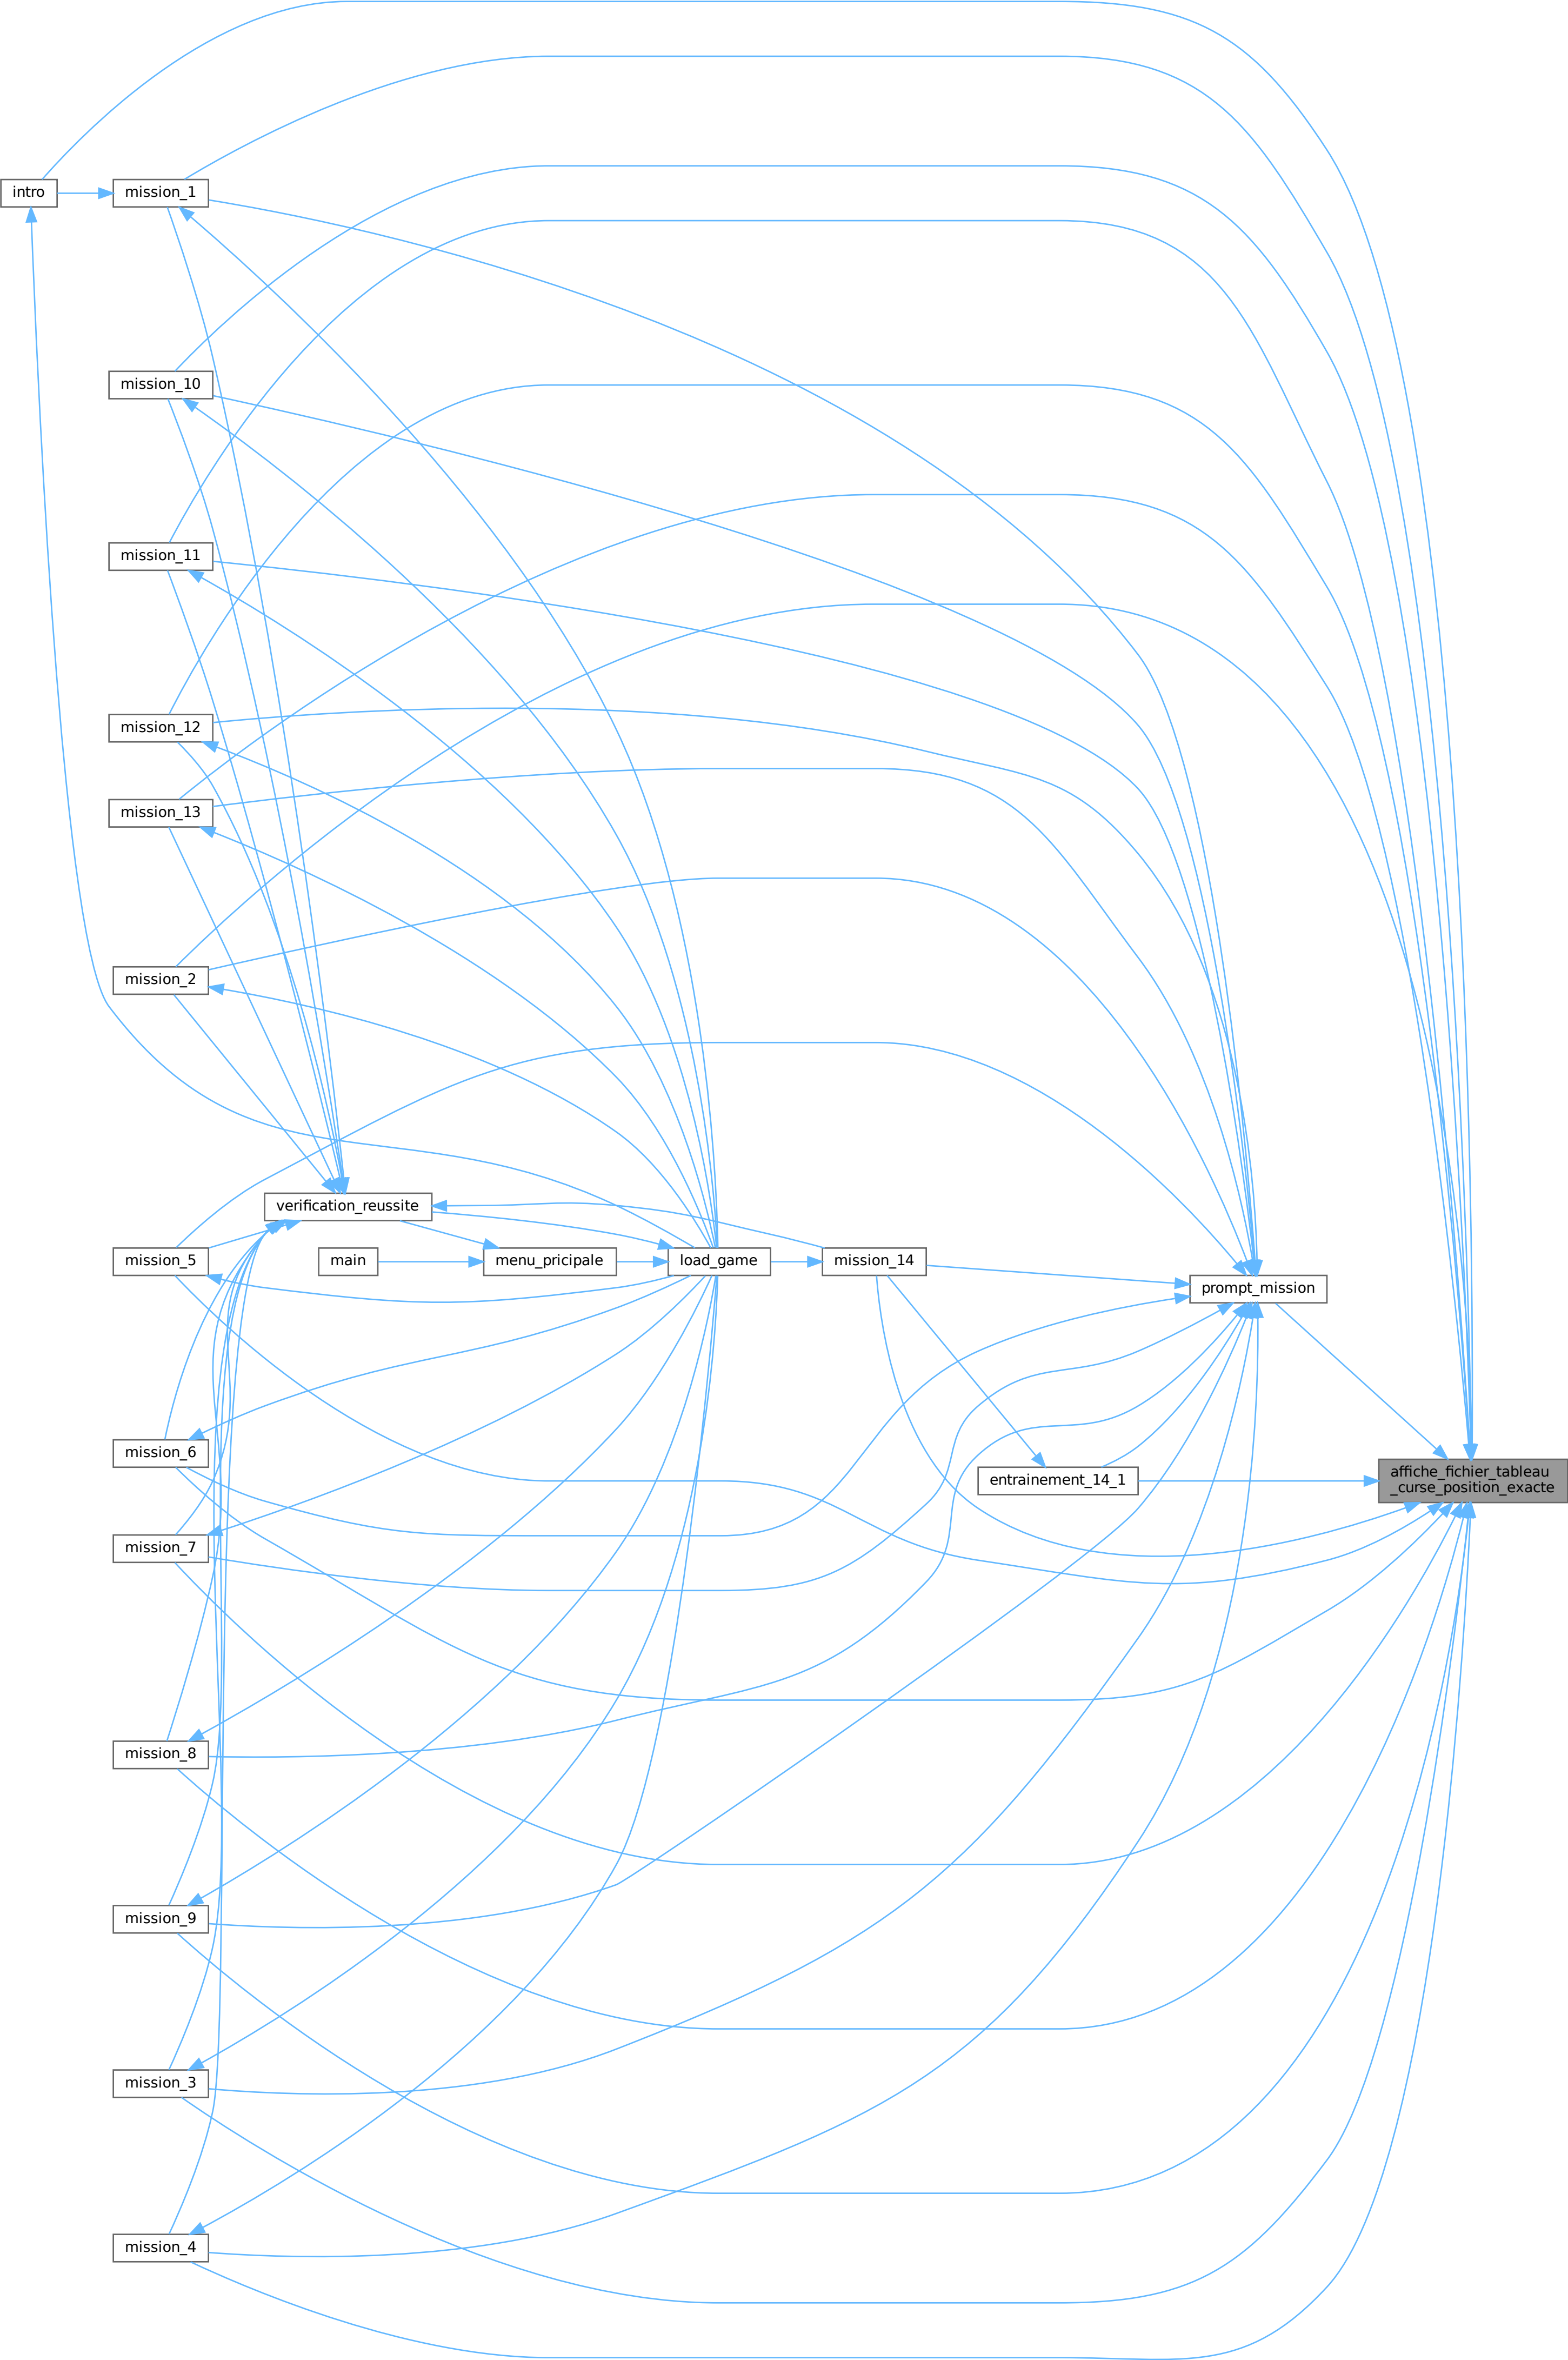 intro
mission_1
mission_10
mission_11
mission_12
mission_13
mission_2
verification_reussite
mission_5
main
menu_pricipale
load_game
mission_14
prompt_mission
mission_6
entrainement_14_1
affiche_fichier_tableau
_curse_position_exacte
mission_7
mission_8
mission_9
mission_3
mission_4